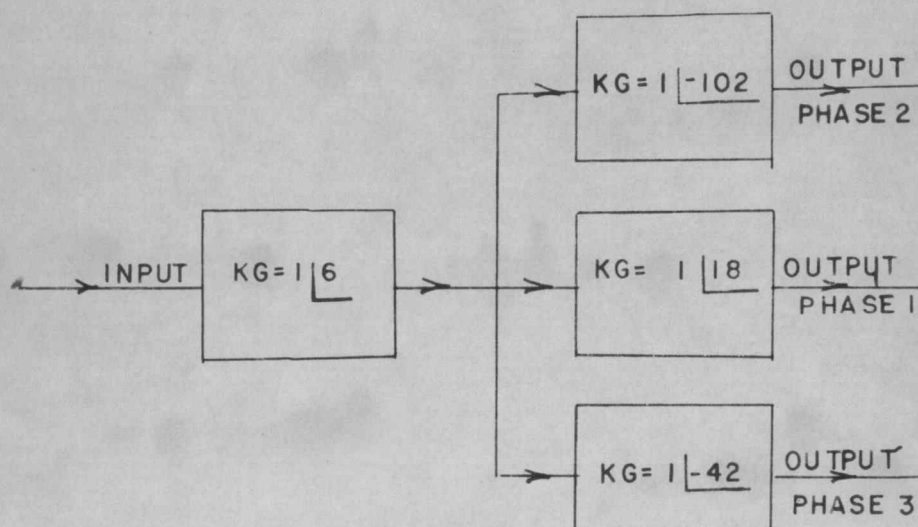 KG= 1 |-102
OUTPUT
PHASE 2
INPUT
KG= 1 |6
KG= 1 |18
OUTPUT
PHASE 1
KG= 1 |-42
OUTPUT
PHASE 3